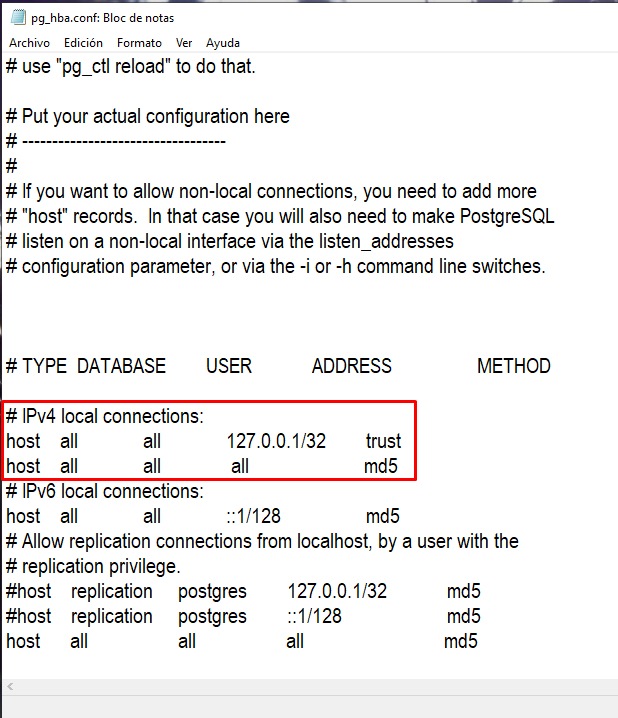 pg_hba.conf: Bloc de notas
Archivo Edición Formato Ver Ayuda
# use "pg_ctl reload" to do that.
# Put your actual configuration here
# ----------------------------------
#
# If you want to allow non-local connections, you need to add more
# "host" records. In that case you will also need to make PostgreSQL
# listen on a non-local interface via the listen_addresses
# configuration parameter, or via the -i or -h command line switches.
# TYPE DATABASE USER ADDRESS METHOD
# IPv4 local connections:
host all all 127.0.0.1/32 trust
host all all all md5
# IPv6 local connections:
host all all ::1/128 md5
# Allow replication connections from localhost, by a user with the
# replication privilege.
#host replication postgres 127.0.0.1/32 md5
#host replication postgres ::1/128 md5
host all all all md5